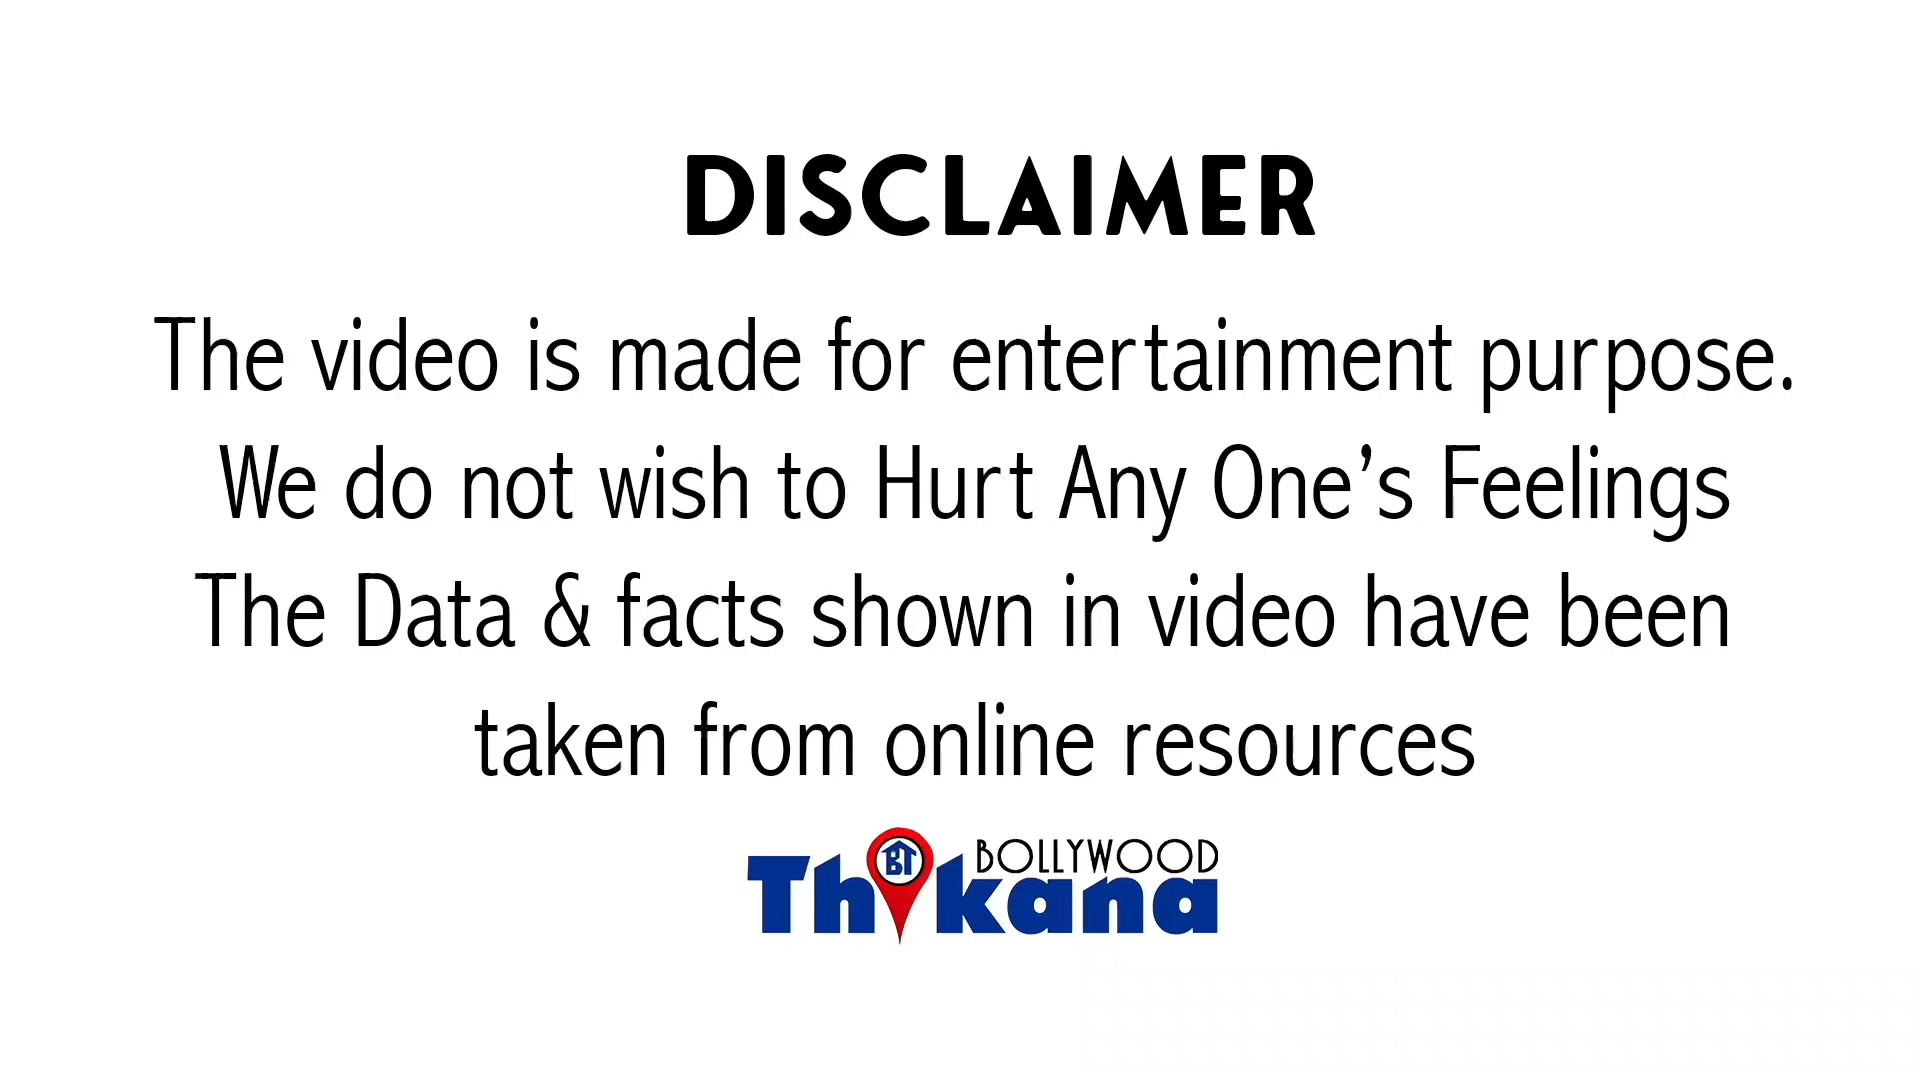 DISCLAIMER
The video is made for entertainment purpose.
We do not wish to Hurt Any One’s Feelings
The Data & facts shown in video have been
taken from online resources
BT
BOLLYWOOD
Thikana